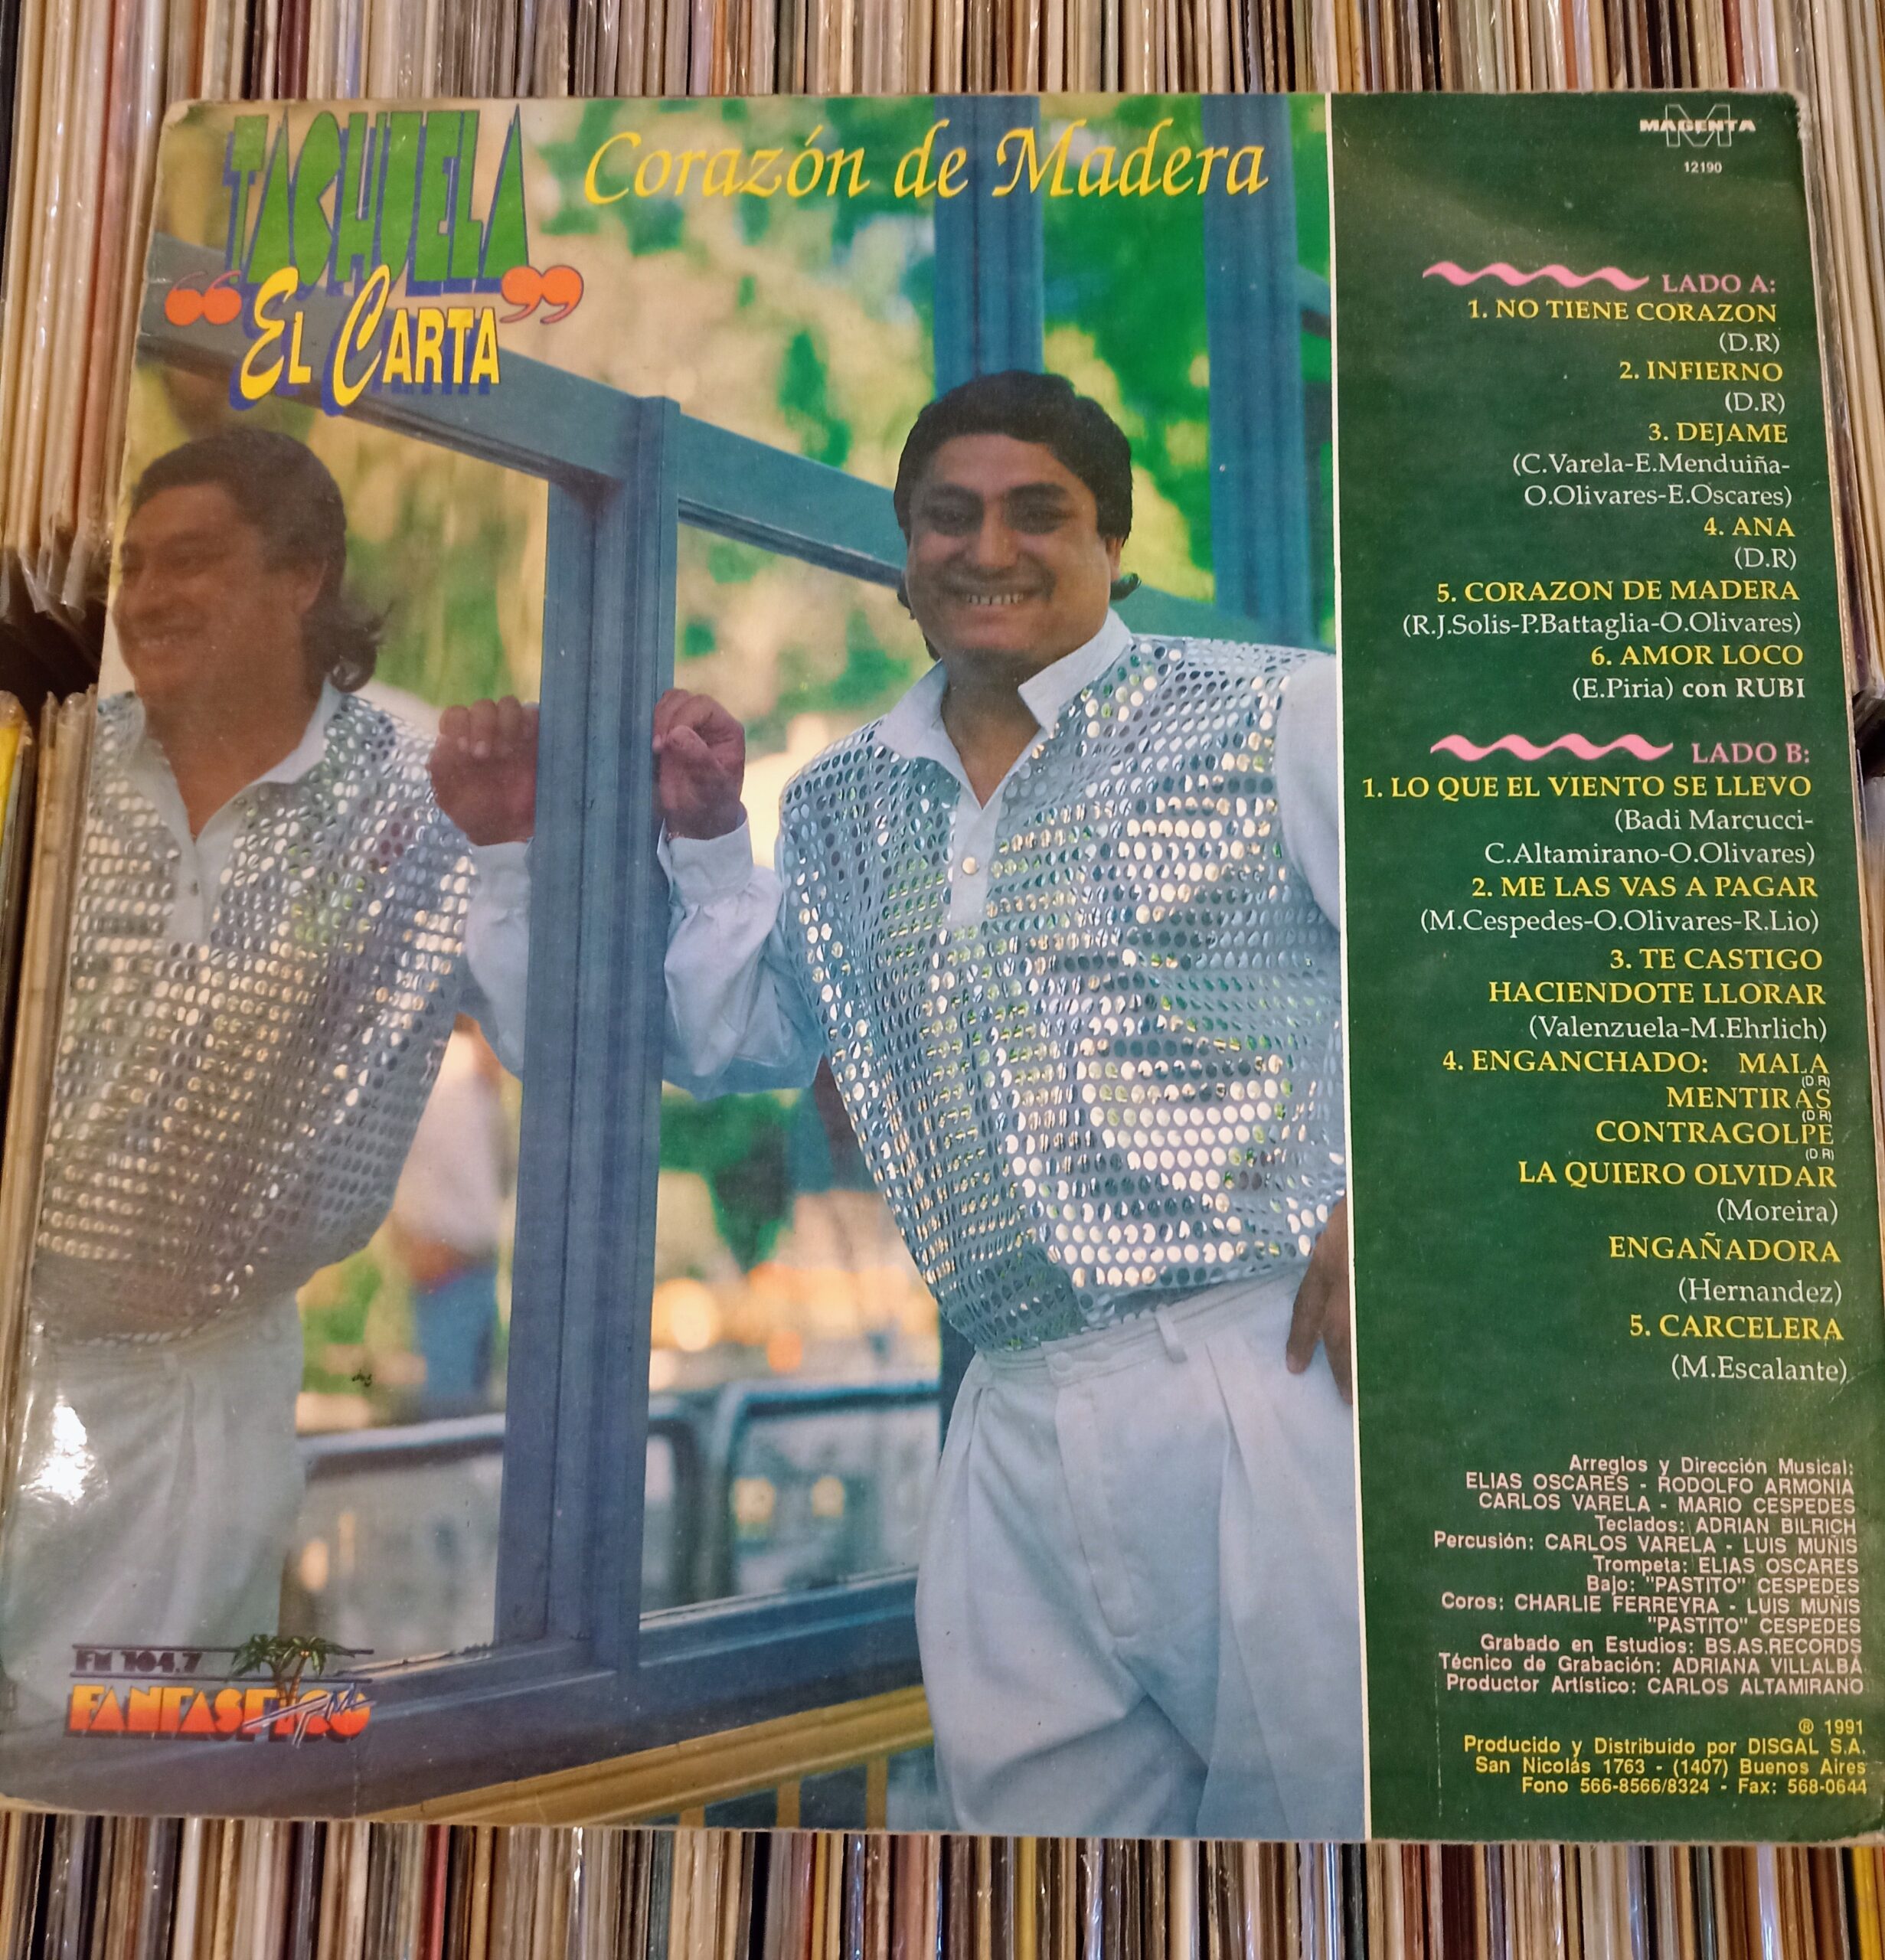 TACHUELA
"EL CARTA"
Corazón de Madera
FM 104.7
FANTASTICO
FM
MAGENTA
12190
LADO A:
1. NO TIENE CORAZON
(D.R)
2. INFIERNO
(D.R)
3. DEJAME
(C.Varela-E.Menduiña-
O.Olivares-E.Oscares)
4. ANA
(D.R)
5. CORAZON DE MADERA
(R.J.Solis-P.Battaglia-O.Olivares)
6. AMOR LOCO
(E.Piria) con RUBI
LADO B:
1. LO QUE EL VIENTO SE LLEVO
(Badi Marcucci-
C.Altamirano-O.Olivares)
2. ME LAS VAS A PAGAR
(M.Cespedes-O.Olivares-R.Lio)
3. TE CASTIGO
HACIENDOTE LLORAR
(Valenzuela-M.Ehrlich)
4. ENGANCHADO: MALA
(D R)
MENTIRAS
(D R)
CONTRAGOLPE
(D R)
LA QUIERO OLVIDAR
(Moreira)
ENGAÑADORA
(Hernandez)
5. CARCELERA
(M.Escalante)
Arreglos y Dirección Musical:
ELIAS OSCARES - RODOLFO ARMONIA
CARLOS VARELA - MARIO CESPEDES
Teclados: ADRIAN BILRICH
Percusión: CARLOS VARELA - LUIS MUÑIS
Trompeta: ELIAS OSCARES
Bajo: "PASTITO" CESPEDES
Coros: CHARLIE FERREYRA - LUIS MUÑIS
"PASTITO" CESPEDES
Grabado en Estudios: BS.AS.RECORDS
Técnico de Grabación: ADRIANA VILLALBA
Productor Artístico: CARLOS ALTAMIRANO
® 1991
Producido y Distribuido por DISGAL S.A.
San Nicolás 1763 - (1407) Buenos Aires
Fono 566-8566/8324 - Fax: 568-0644